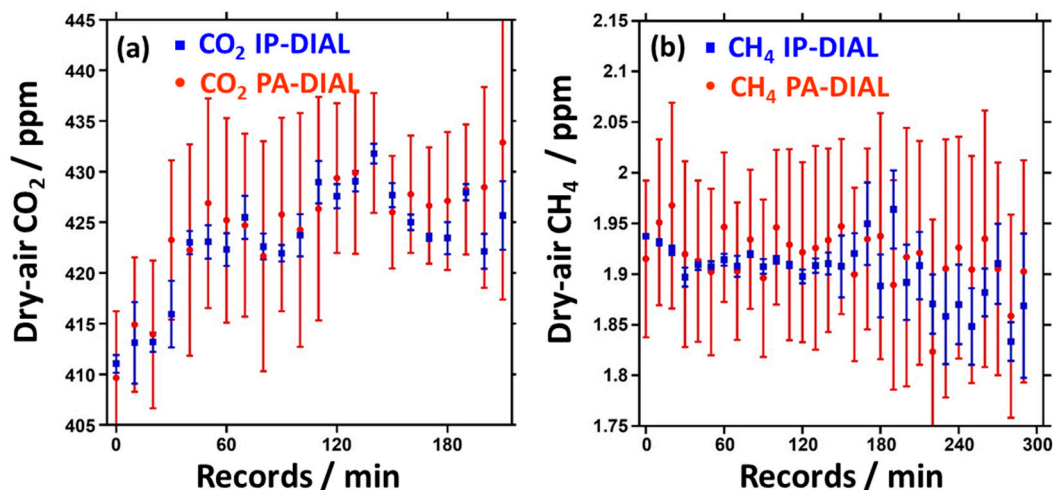 (a)
CO2 IP-DIAL
CO2 PA-DIAL
Dry-air CO2 / ppm
445
440
435
430
425
420
415
410
405
0
60
120
180
Records / min
(b)
CH4 IP-DIAL
CH4 PA-DIAL
Dry-air CH4 / ppm
2.15
2.1
2.05
2
1.95
1.9
1.85
1.8
1.75
0
60
120
180
240
300
Records / min